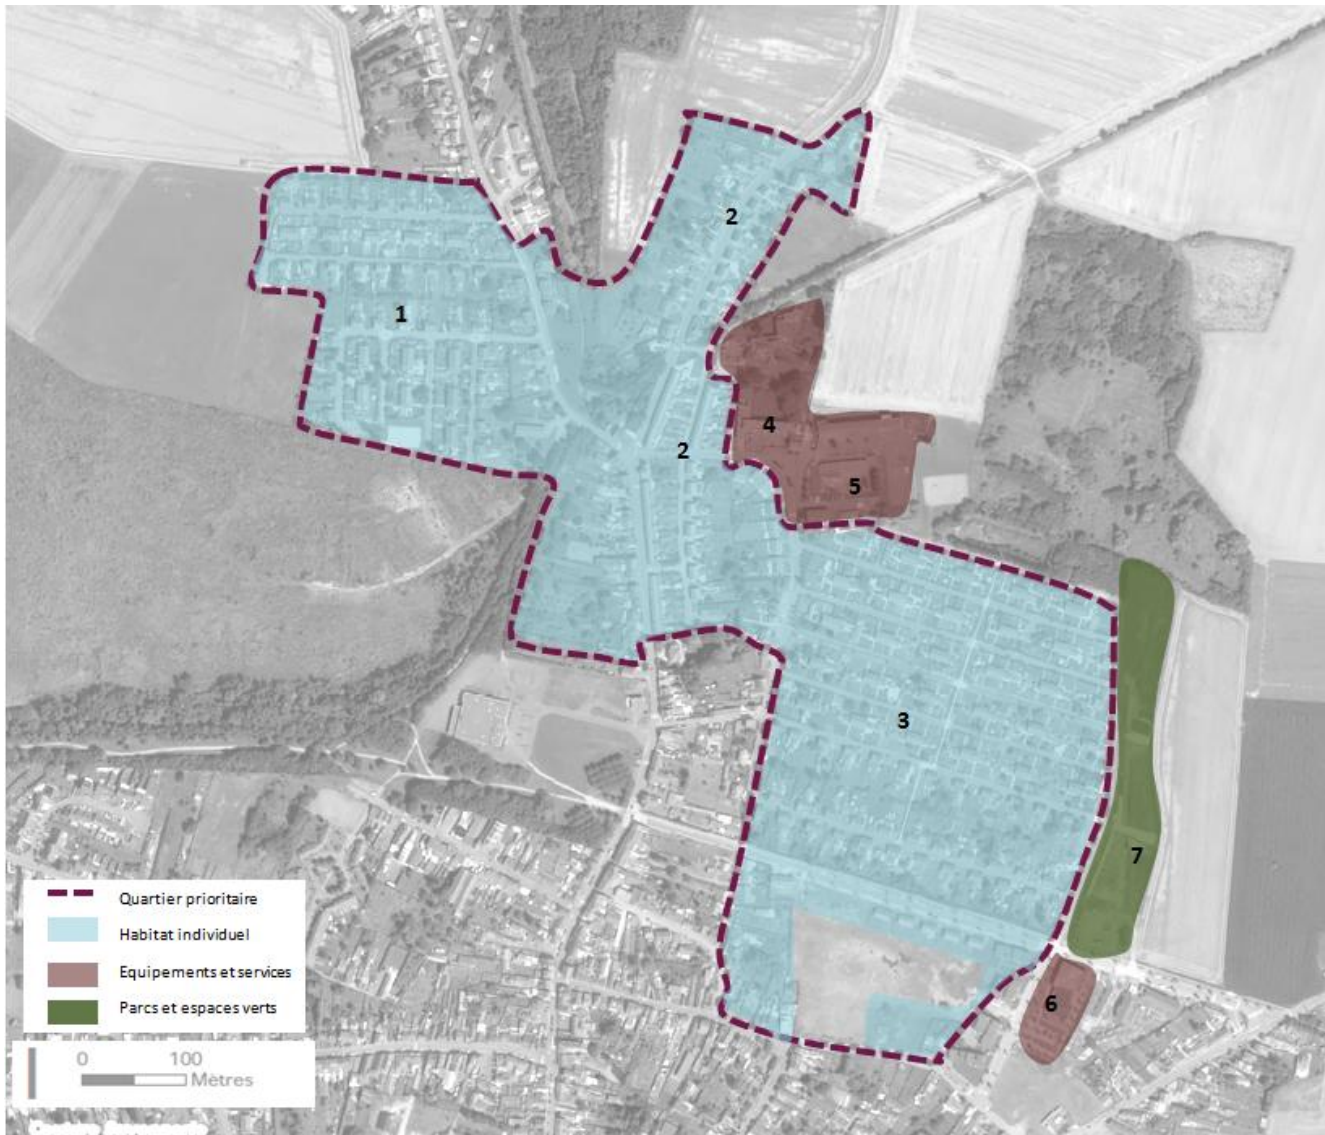 2
1
4
2
5
3
7
6
Quartier prioritaire
Habitat individuel
Equipements et services
Parcs et espaces verts
0 100
Mètres